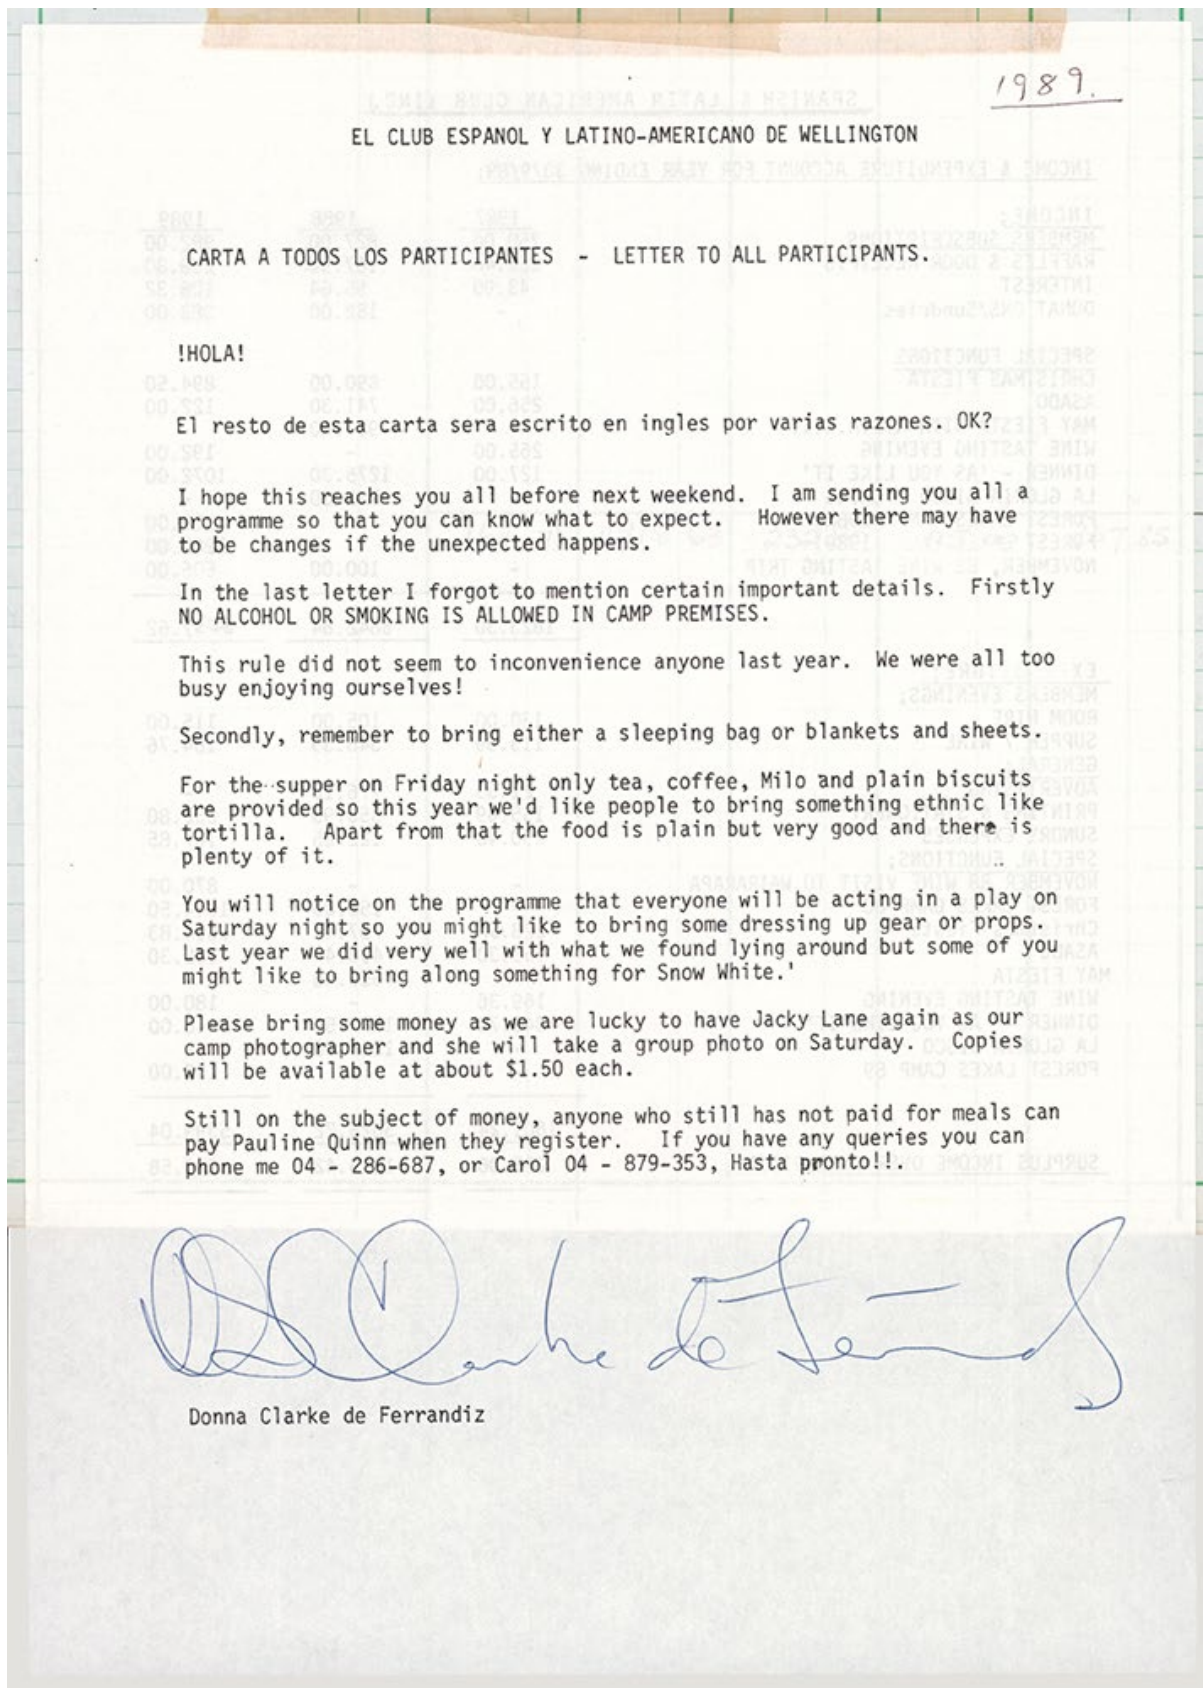 1989.
EL CLUB ESPANOL Y LATINO-AMERICANO DE WELLINGTON
CARTA A TODOS LOS PARTICIPANTES - LETTER TO ALL PARTICIPANTS.
!HOLA!
El resto de esta carta sera escrito en ingles por varias razones. OK?
I hope this reaches you all before next weekend. I am sending you all a
programme so that you can know what to expect. However there may have
to be changes if the unexpected happens.
In the last letter I forgot to mention certain important details. Firstly
NO ALCOHOL OR SMOKING IS ALLOWED IN CAMP PREMISES.
This rule did not seem to inconvenience anyone last year. We were all too
busy enjoying ourselves!
Secondly, remember to bring either a sleeping bag or blankets and sheets.
For the supper on Friday night only tea, coffee, Milo and plain biscuits
are provided so this year we'd like people to bring something ethnic like
tortilla. Apart from that the food is plain but very good and there is
plenty of it.
You will notice on the programme that everyone will be acting in a play on
Saturday night so you might like to bring some dressing up gear or props.
Last year we did very well with what we found lying around but some of you
might like to bring along something for Snow White.'
Please bring some money as we are lucky to have Jacky Lane again as our
camp photographer and she will take a group photo on Saturday. Copies
will be available at about $1.50 each.
Still on the subject of money, anyone who still has not paid for meals can
pay Pauline Quinn when they register. If you have any queries you can
phone me 04 - 286-687, or Carol 04 - 879-353, Hasta pronto!!.
Clarke de
Donna Clarke de Ferrandiz